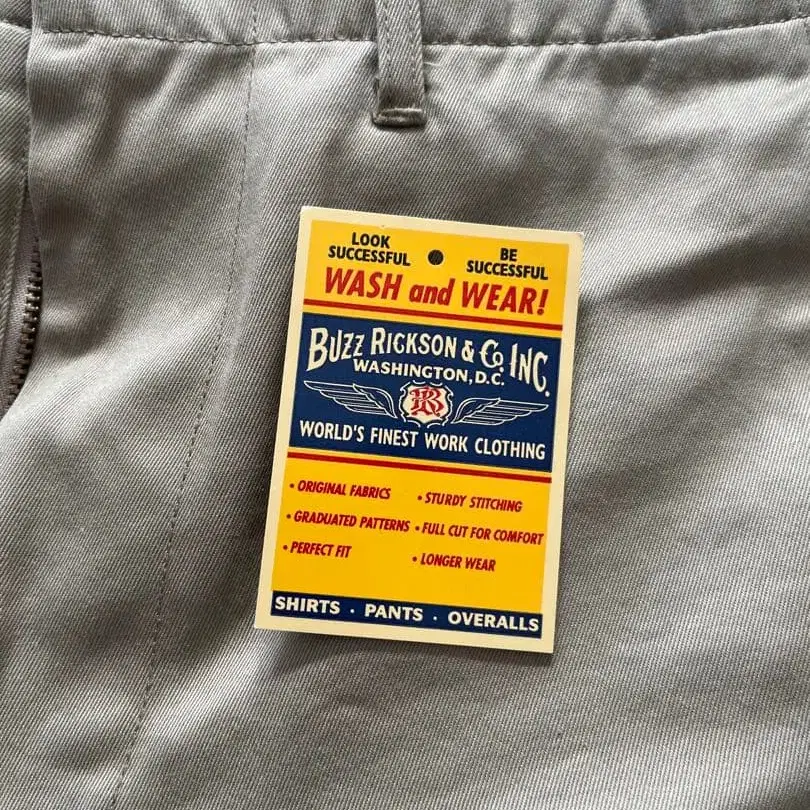 LOOK SUCCESSFUL
BE SUCCESSFUL
WASH and WEAR!
BUZZ RICKSON & Co. INC.
WASHINGTON, D.C.
BR
WORLD'S FINEST WORK CLOTHING
• ORIGINAL FABRICS
• GRADUATED PATTERNS
• PERFECT FIT
• STURDY STITCHING
• FULL CUT FOR COMFORT
• LONGER WEAR
SHIRTS · PANTS · OVERALLS